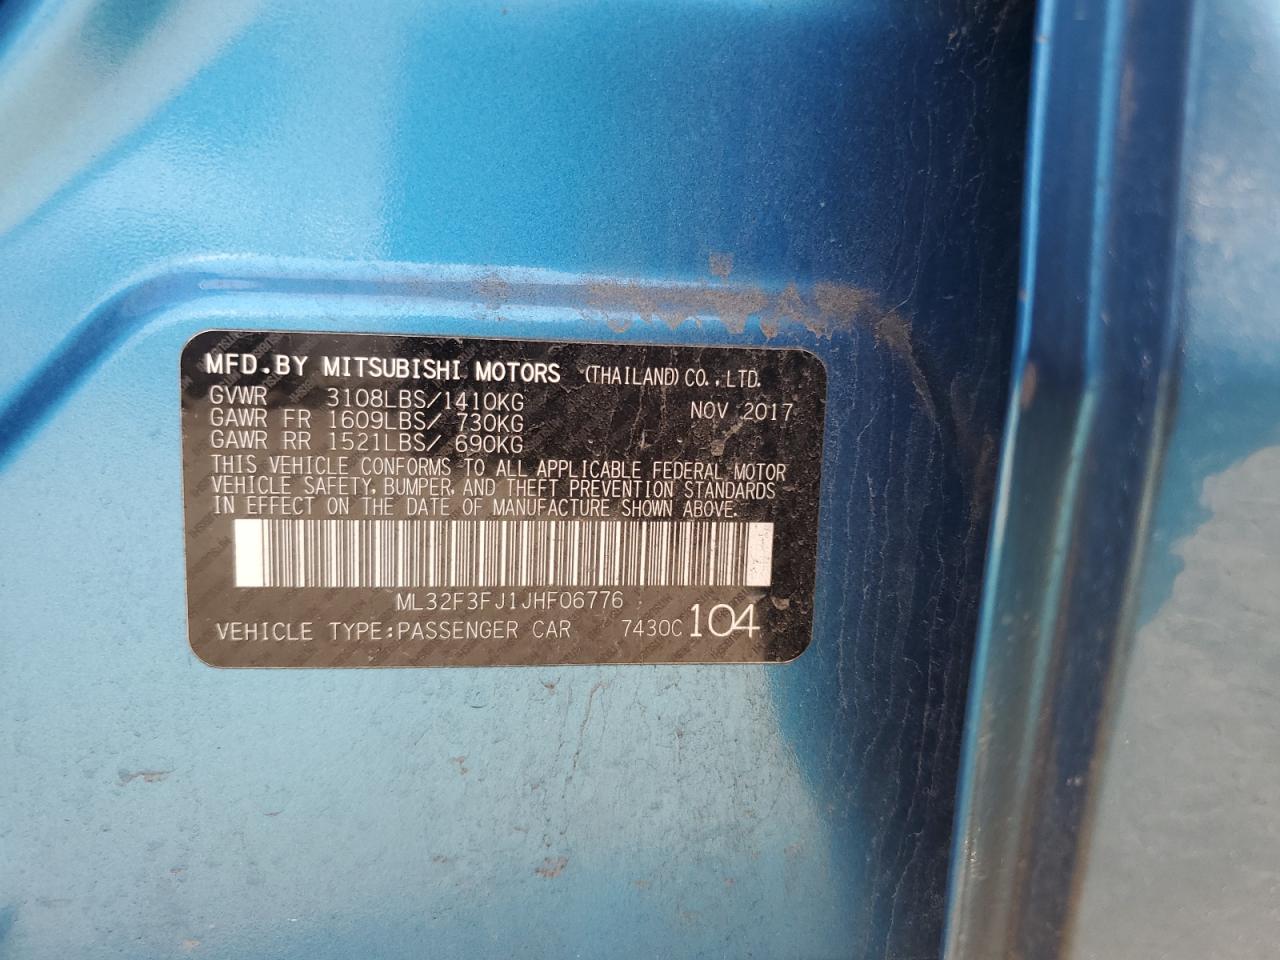 MFD.BY MITSUBISHI MOTORS (THAILAND) CO.,LTD.
GVWR 3108LBS/1410KG NOV 2017
GAWR FR 1609LBS/ 730KG
GAWR RR 1521LBS/ 690KG
THIS VEHICLE CONFORMS TO ALL APPLICABLE FEDERAL MOTOR
VEHICLE SAFETY, BUMPER, AND THEFT PREVENTION STANDARDS
IN EFFECT ON THE DATE OF MANUFACTURE SHOWN ABOVE.
ML32F3FJ1JHF06776
VEHICLE TYPE:PASSENGER CAR 7430C 104